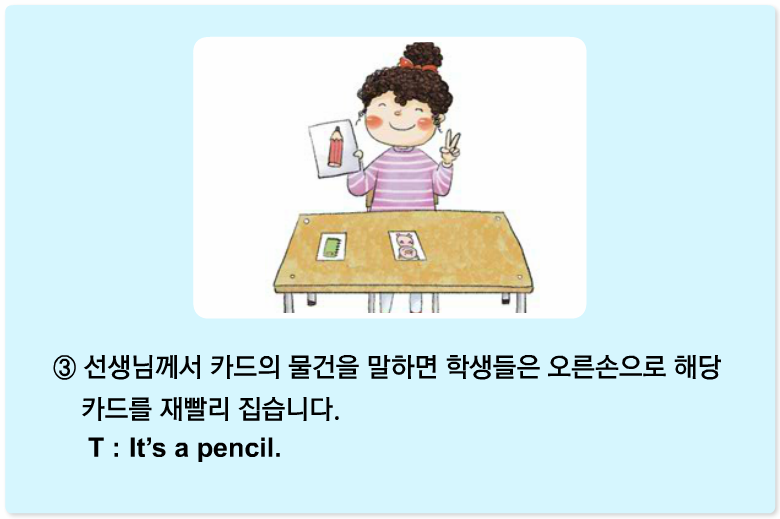 ③ 선생님께서 카드의 물건을 말하면 학생들은 오른손으로 해당
카드를 재빨리 집습니다.
T : It’s a pencil.